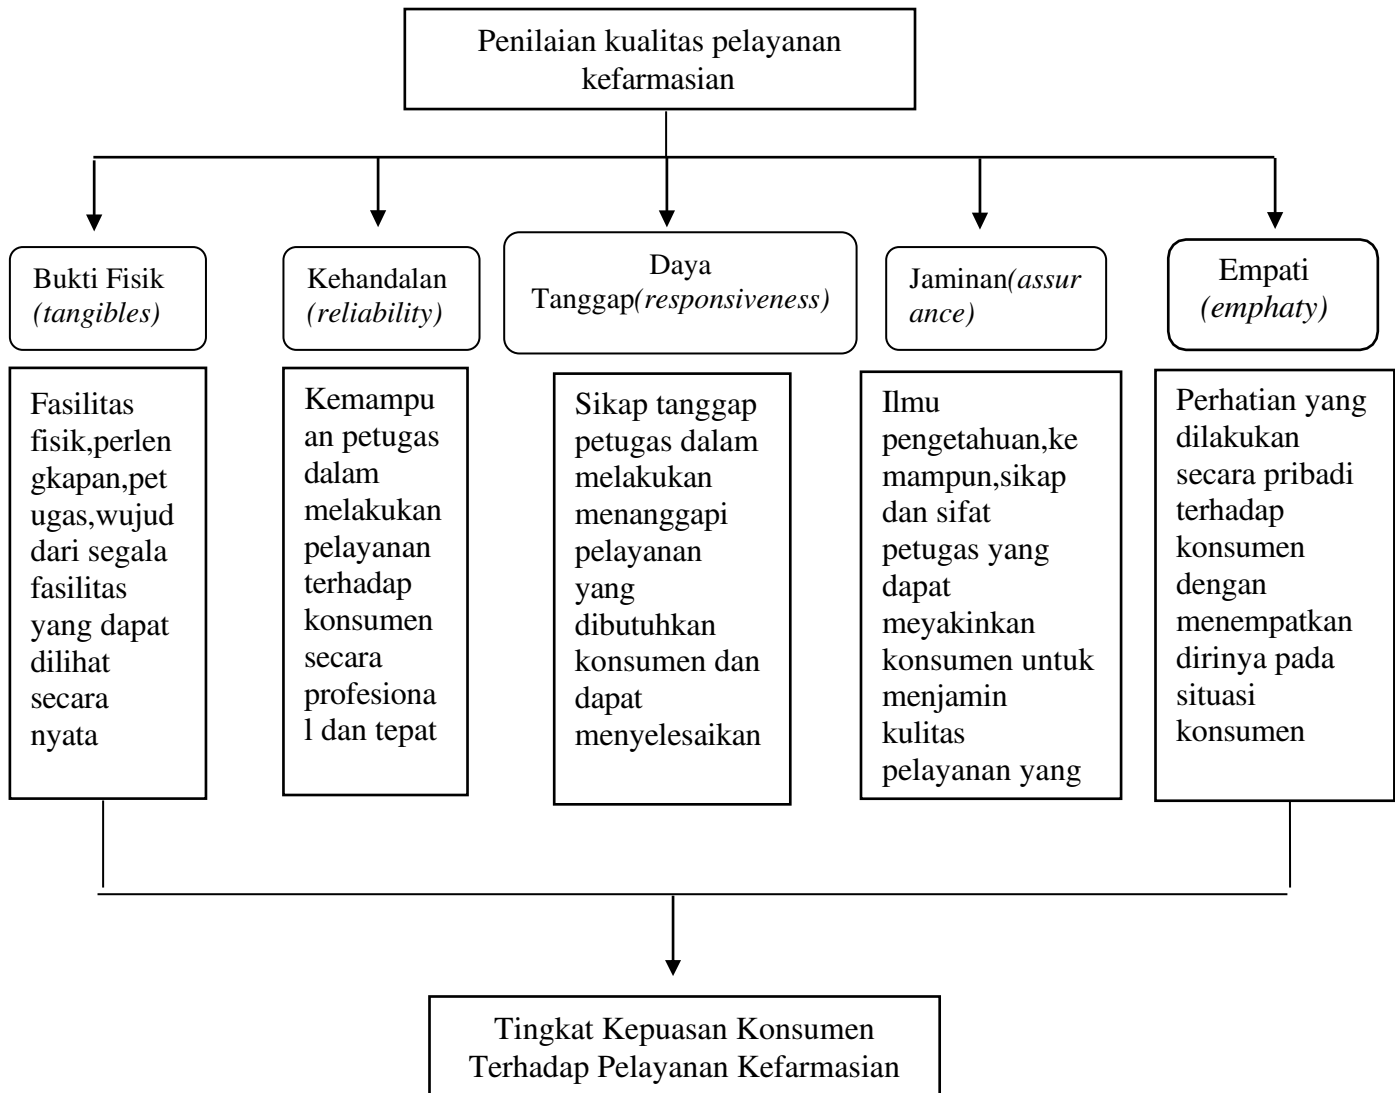 Penilaian kualitas pelayanan
kefarmasian
Bukti Fisik
(tangibles)
Kehandalan
(reliability)
Daya
Tanggap(responsiveness)
Jaminan(assur
ance)
Empati
(emphaty)
Fasilitas
fisik,perlen
gkapan,pet
ugas,wujud
dari segala
fasilitas
yang dapat
dilihat
secara
nyata
Kemampu
an petugas
dalam
melakukan
pelayanan
terhadap
konsumen
secara
profesiona
l dan tepat
Sikap tanggap
petugas dalam
melakukan
menanggapi
pelayanan
yang
dibutuhkan
konsumen dan
dapat
menyelesaikan
Ilmu
pengetahuan,ke
mampun,sikap
dan sifat
petugas yang
dapat
meyakinkan
konsumen untuk
menjamin
kulitas
pelayanan yang
Perhatian yang
dilakukan
secara pribadi
terhadap
konsumen
dengan
menempatkan
dirinya pada
situasi
konsumen
Tingkat Kepuasan Konsumen
Terhadap Pelayanan Kefarmasian